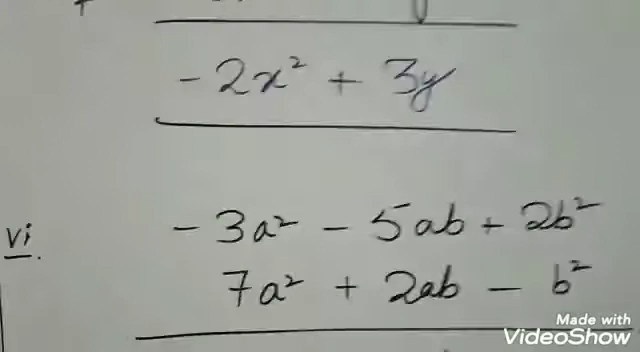 -2x² + 3y
vi. -3a² - 5ab + 2b²
7a² + 2ab - b²
Made with
VideoShow